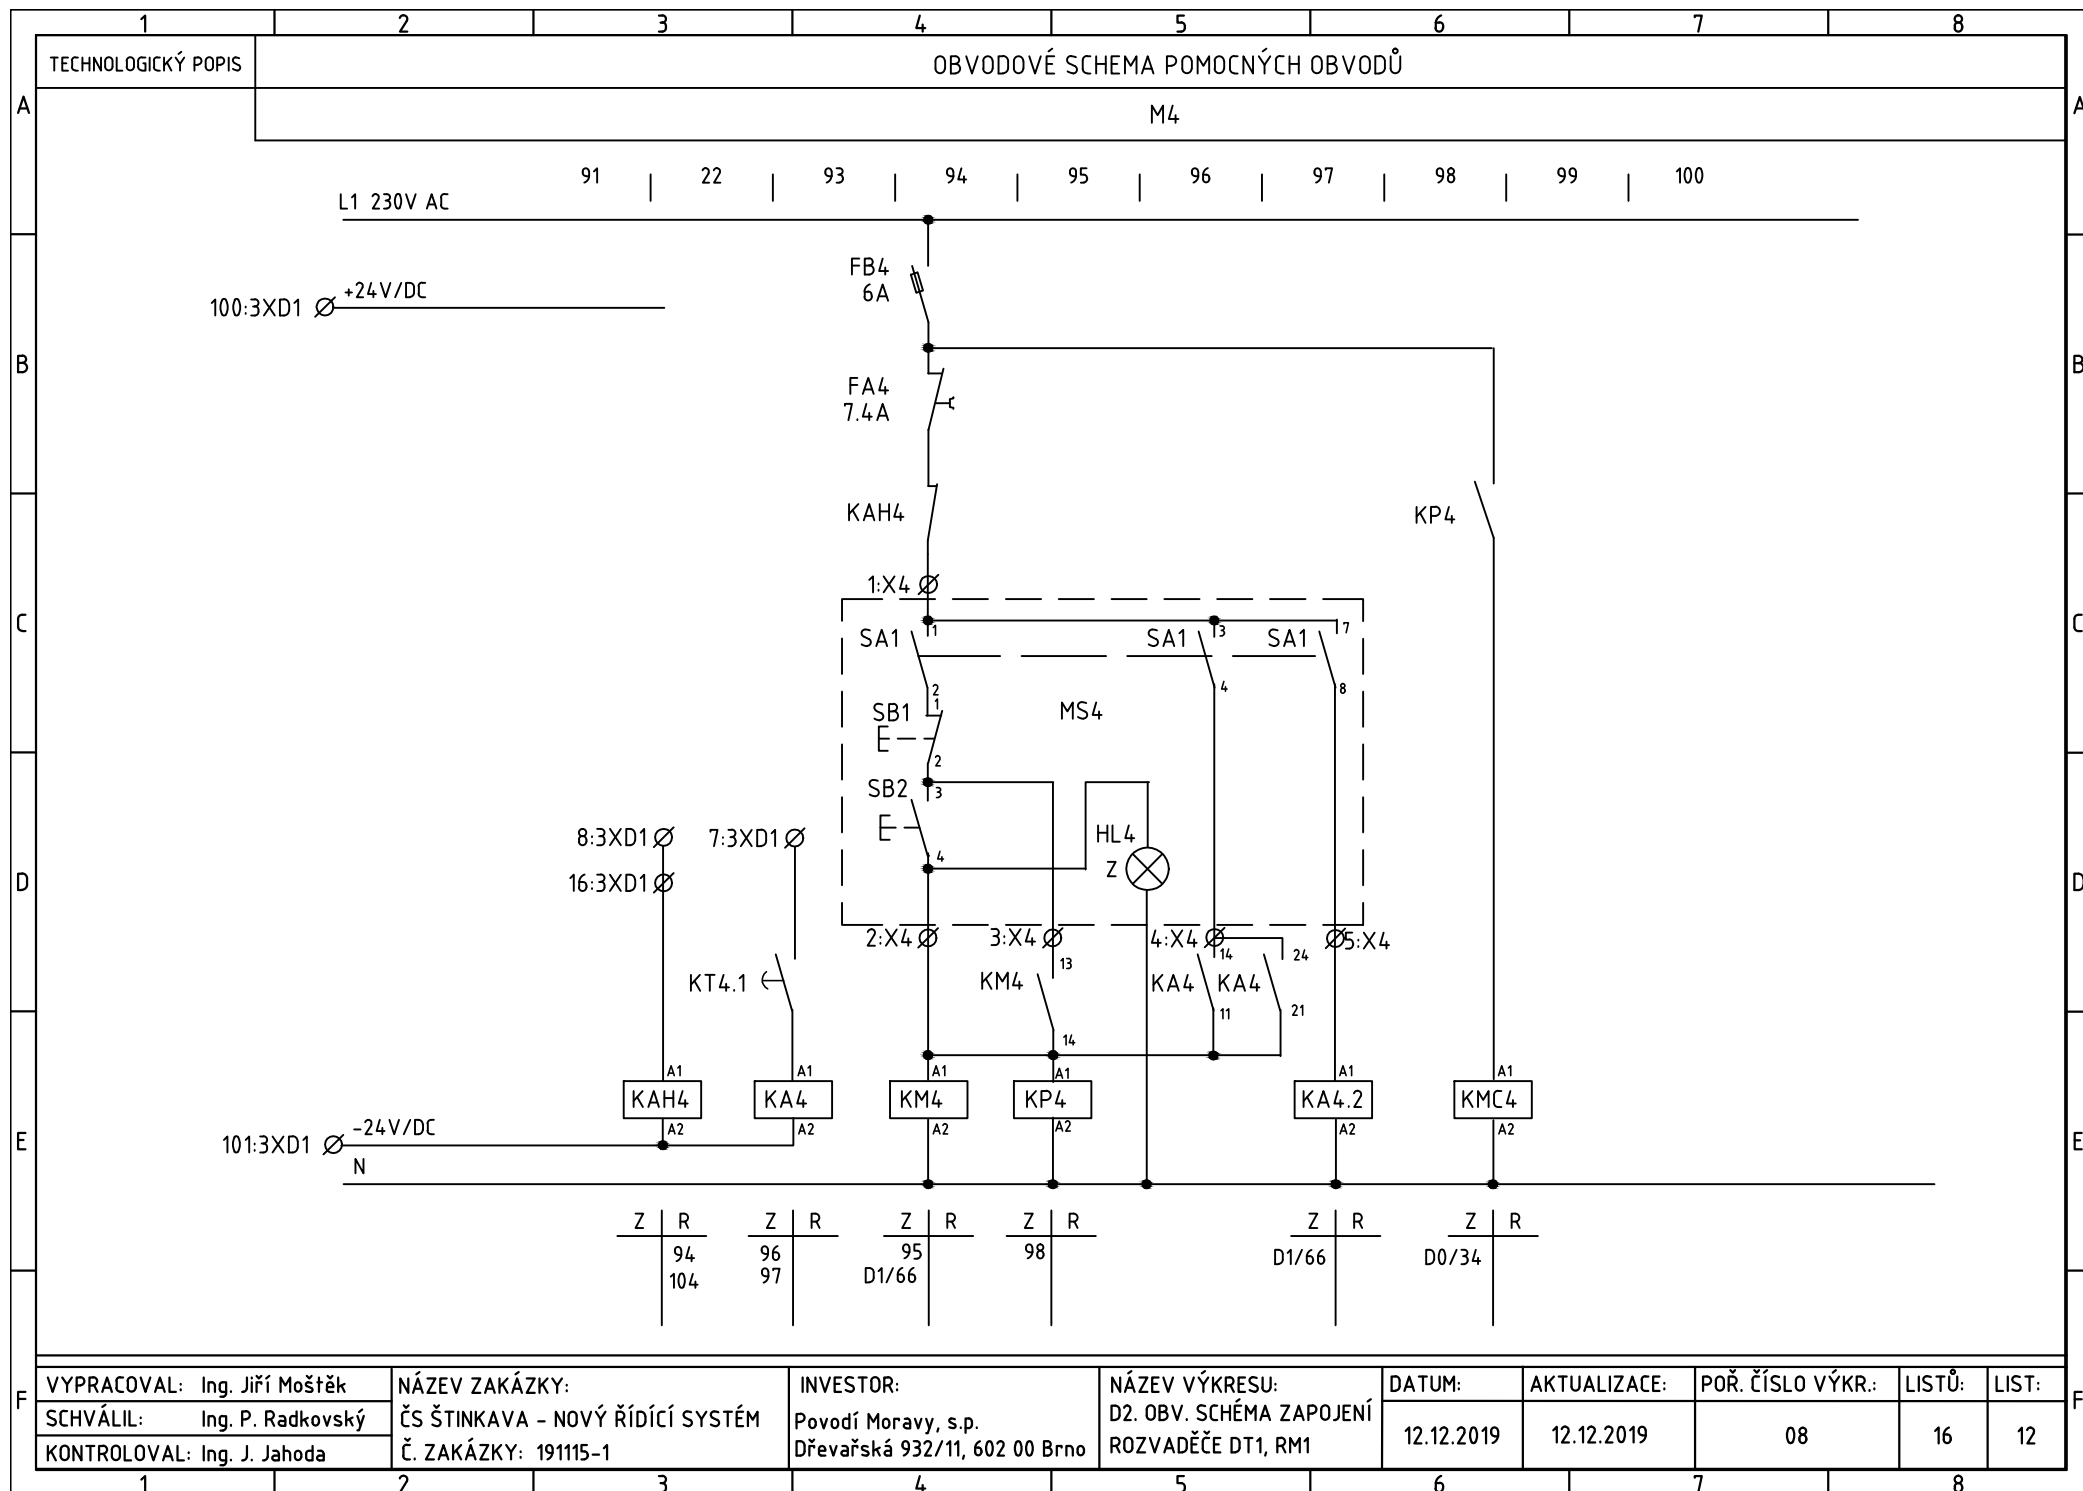 1 2 3 4 5 6 7 8
TECHNOLOGICKÝ POPIS
OBVODOVÉ SCHEMA POMOCNÝCH OBVODŮ
A A
M4
91 22 93 94 95 96 97 98 99 100
L1 230V AC
FB4
6A
+24V/DC
100:3XD1
B B
FA4
7.4A
KAH4
KP4
1:X4
C C
1 3 7
SA1 SA1 SA1
2 4 8
1
SB1
MS4
2
SB2
3
HL4
8:3XD1 7:3XD1
4
Z
16:3XD1
D D
2:X4 3:X4 4:X4 5:X4
13 14 24
KT4.1 KM4 KA4 KA4
11 21
14
A1 A1 A1 A1 A1 A1
KAH4 KA4 KM4 KP4 KA4.2 KMC4
A2 A2 A2 A2 A2 A2
-24V/DC
101:3XD1
E E
N
Z R Z R Z R Z R Z R Z R
94 96 95 98 D1/66 D0/34
104 97 D1/66
F F
VYPRACOVAL: Ing. Jiří Moštěk
SCHVÁLIL: Ing. P. Radkovský
KONTROLOVAL: Ing. J. Jahoda
NÁZEV ZAKÁZKY:
ČS ŠTINKAVA - NOVÝ ŘÍDÍCÍ SYSTÉM
Č. ZAKÁZKY: 191115-1
INVESTOR:
Povodí Moravy, s.p.
Dřevařská 932/11, 602 00 Brno
NÁZEV VÝKRESU:
D2. OBV. SCHÉMA ZAPOJENÍ
ROZVADĚČE DT1, RM1
DATUM:
12.12.2019
AKTUALIZACE:
12.12.2019
POŘ. ČÍSLO VÝKR.:
08
LISTŮ:
16
LIST:
12
1 2 3 4 5 6 7 8